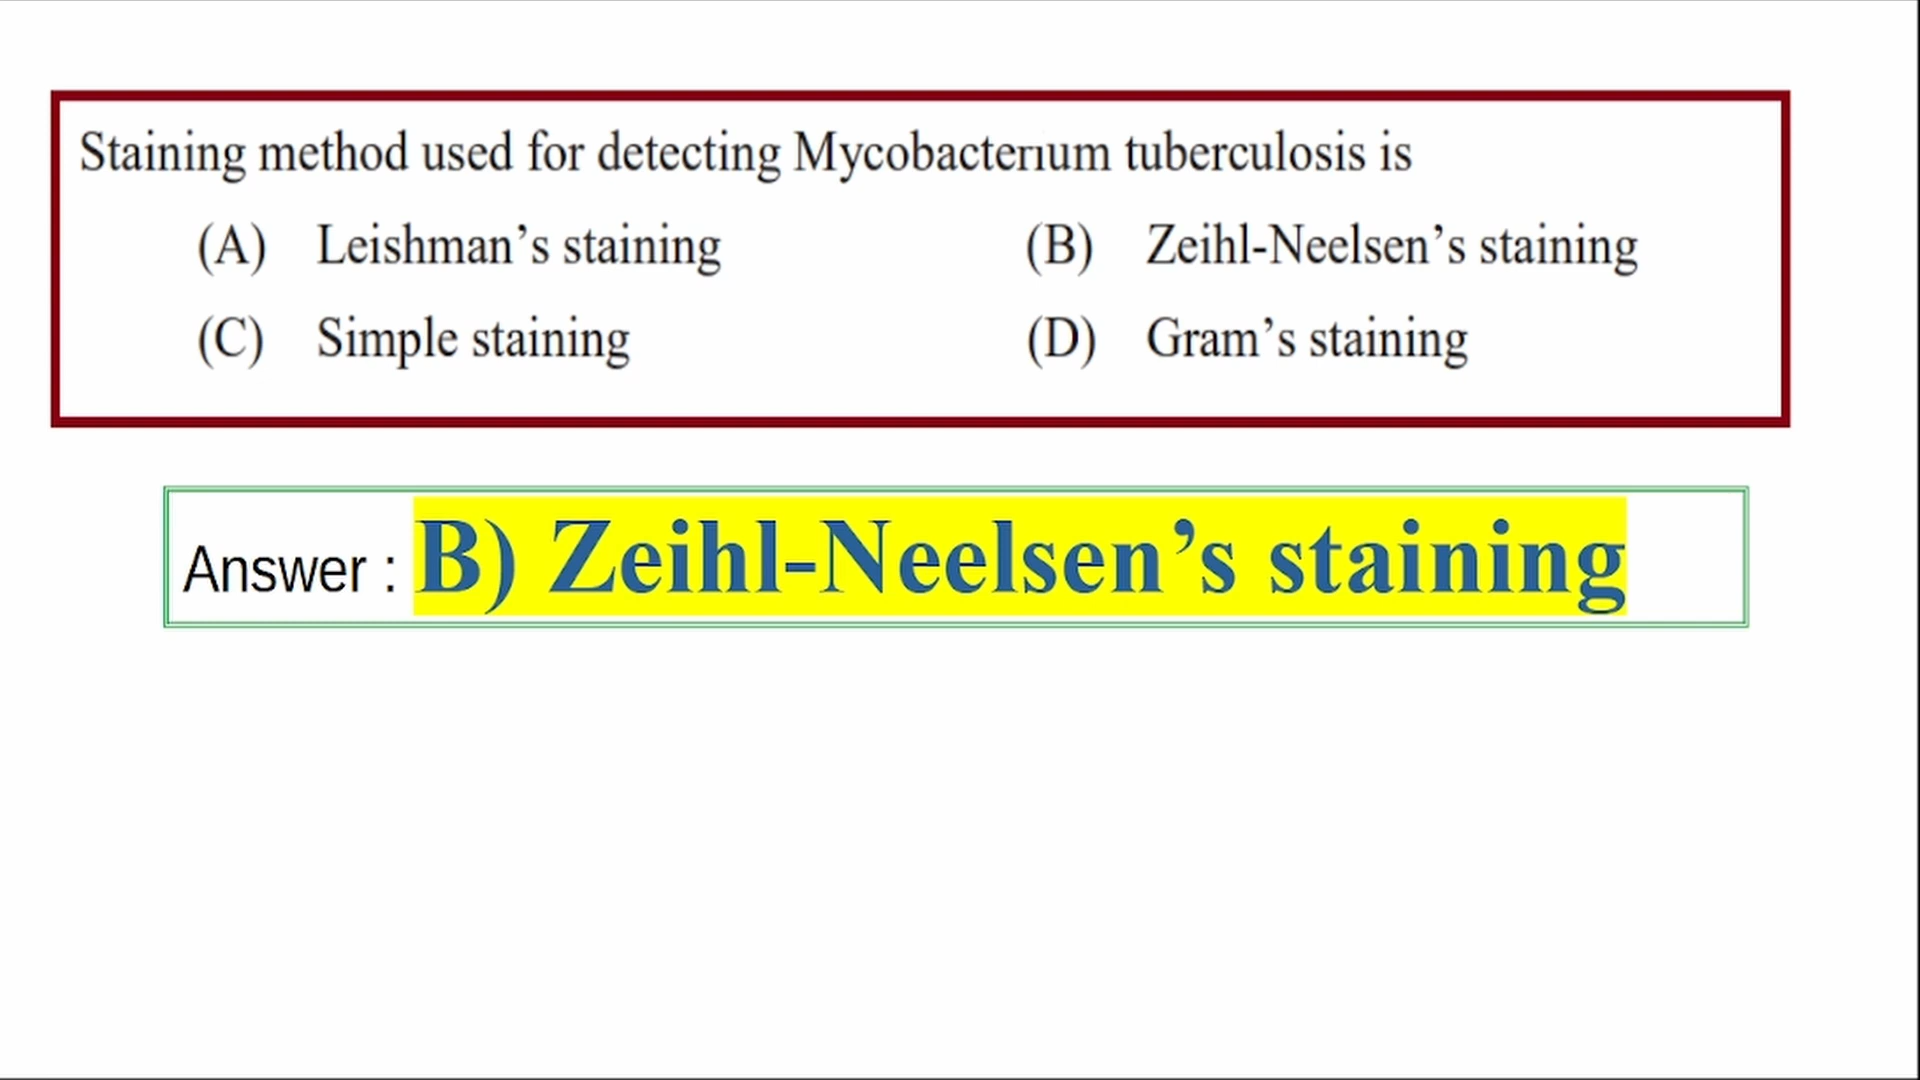 Staining method used for detecting Mycobacterium tuberculosis is
(A) Leishman’s staining (B) Zeihl-Neelsen’s staining
(C) Simple staining (D) Gram’s staining
Answer : B) Zeihl-Neelsen’s staining